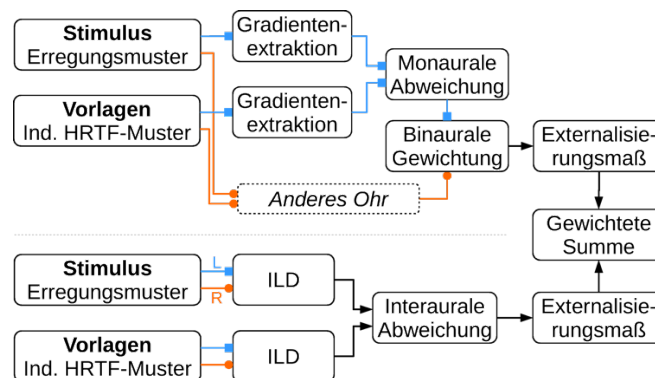 Stimulus
Erregungsmuster
Gradienten-
extraktion
Monaurale
Abweichung
Vorlagen
Ind. HRTF-Muster
Gradienten-
extraktion
Binaurale
Gewichtung
Externalisie-
rungsmaß
Anderes Ohr
Gewichtete
Summe
Stimulus
Erregungsmuster
L
R
ILD
Interaurale
Abweichung
Externalisie-
rungsmaß
Vorlagen
Ind. HRTF-Muster
ILD